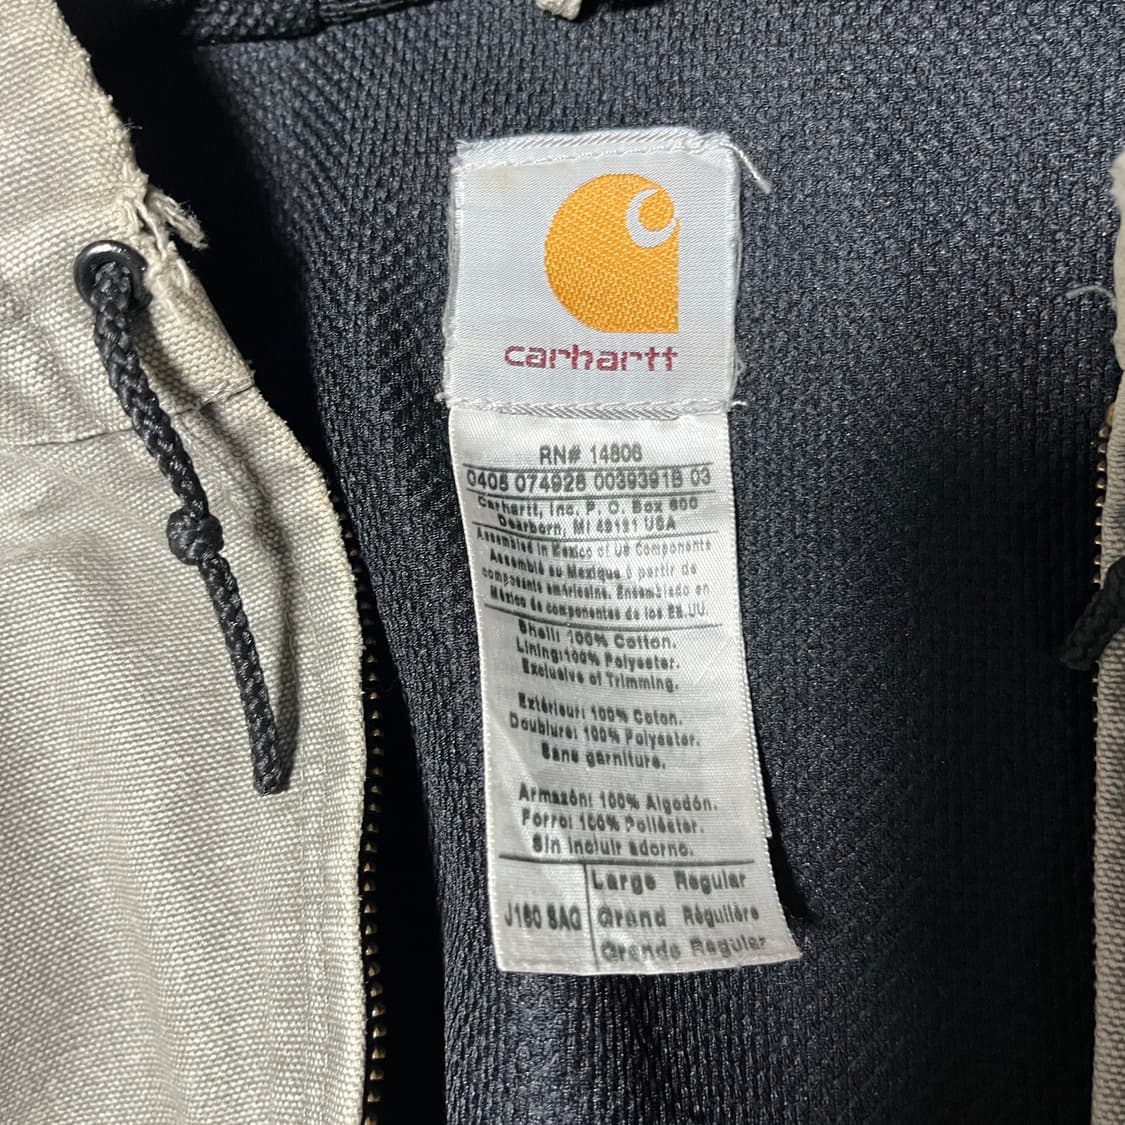 carhartt
RN# 14806
0405 074926 00393918 03
Carhartt, Inc. P. O. Box 600
Dearborn, MI 48121 USA
Assembled in Mexico of US Components
Assemblé au Mexique à partir de
composants américains. Ensamblado en
México de componentes de los EE.UU.
Shell: 100% Cotton.
Lining:100% Polyester.
Exclusive of Trimming.
Extérieur: 100% Coton.
Doublure: 100% Polyester.
Sans garniture.
Armazón: 100% Algodón.
Forro: 100% Poliéster.
Sin incluir adorno.
Large Regular
J160 SAG Grand Régulière
Grande Regular